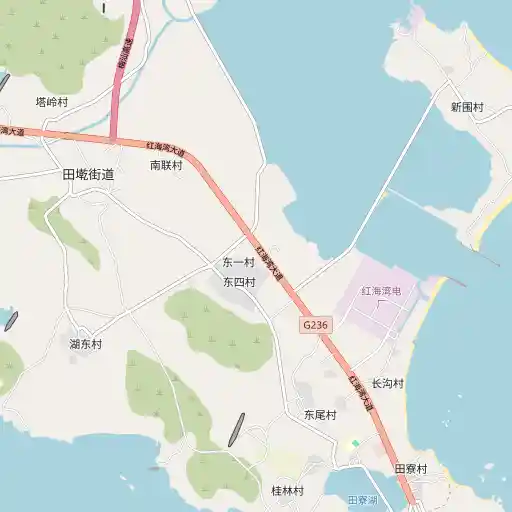 塔岭村
新围村
湾大道
红海湾大道
南联村
田墘街道
东一村
红海湾大道
东四村
红海湾电
G236
湖东村
长沟村
红海湾大道
东尾村
田寮村
桂林村
田寮湖